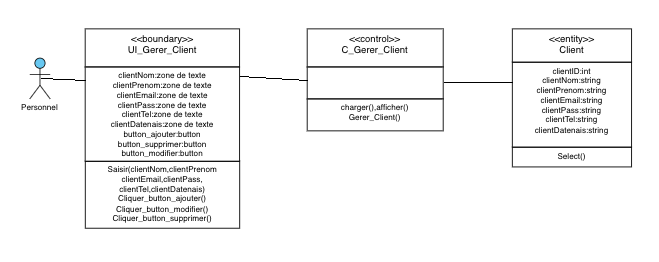 Personnel
<<boundary>>
UI_Gerer_Client
clientNom:zone de texte
clientPrenom:zone de texte
clientEmail:zone de texte
clientPass:zone de texte
clientTel:zone de texte
clientDatenais:zone de texte
button_ajouter:button
button_supprimer:button
button_modifier:button
Saisir(clientNom,clientPrenom
clientEmail,clientPass,
clientTel,clientDatenais)
Cliquer_button_ajouter()
Cliquer_button_modifier()
Cliquer_button_supprimer()
<<control>>
C_Gerer_Client
charger(),afficher()
Gerer_Client()
<<entity>>
Client
clientID:int
clientNom:string
clientPrenom:string
clientEmail:string
clientPass:string
clientTel:string
clientDatenais:string
Select()